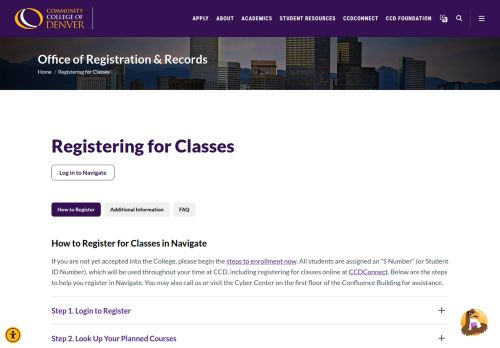 COMMUNITY
COLLEGE OF
DENVER
APPLY ABOUT ACADEMICS STUDENT RESOURCES CCDCONNECT CCD FOUNDATION
Office of Registration & Records
Home / Registering for Classes
Registering for Classes
Log in to Navigate
How to Register Additional Information FAQ
How to Register for Classes in Navigate
If you are not yet accepted into the College, please begin the steps to enrollment now. All students are assigned an "S Number" (or Student
ID Number), which will be used throughout your time at CCD, including registering for classes online at CCDConnect. Below are the steps
to help you register in Navigate. You may also call us or visit the Cyber Center on the first floor of the Confluence Building for assistance.
Step 1. Login to Register
Step 2. Look Up Your Planned Courses